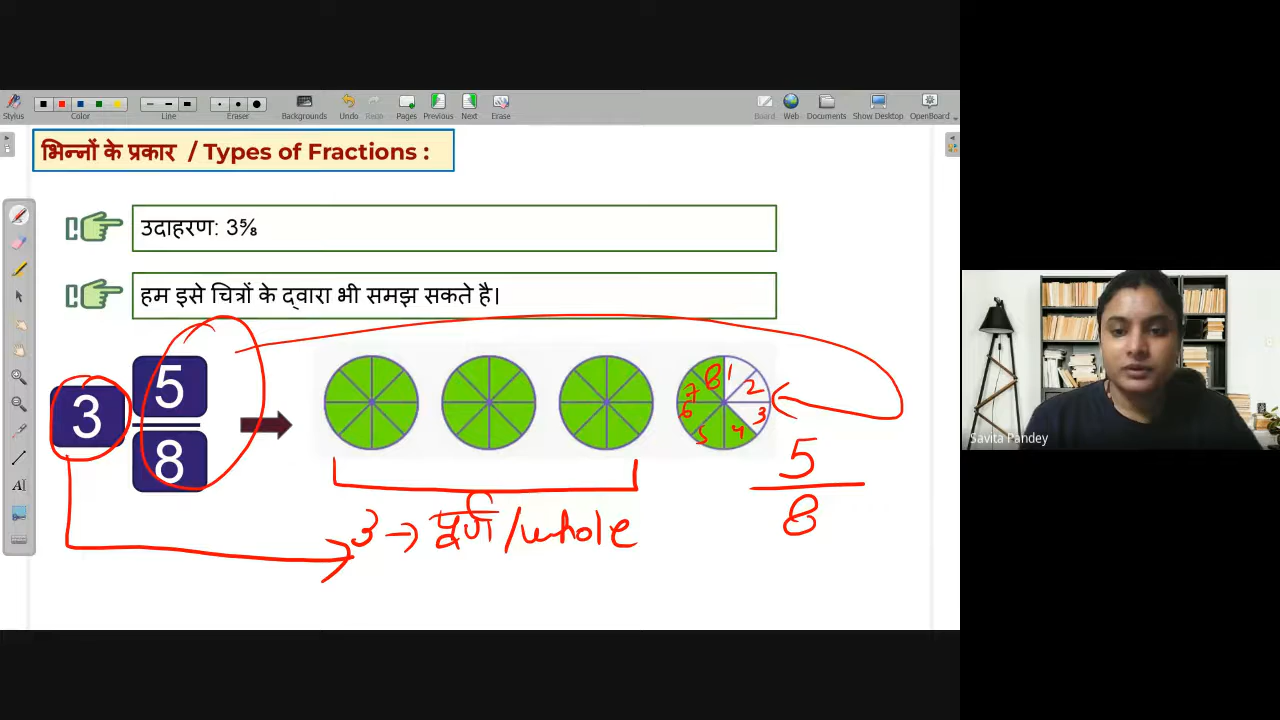 Stylus Color Line Eraser Backgrounds Undo Redo Pages Previous Next Erase Board Web Documents Show Desktop OpenBoard
भिन्नों के प्रकार / Types of Fractions :
उदाहरण: 3⅝
हम इसे चित्रों के द्वारा भी समझ सकते है।
3 5/8
8 1
7 2
6 3
5 4
5/8
3 → पूर्ण / whole
Savita Pandey